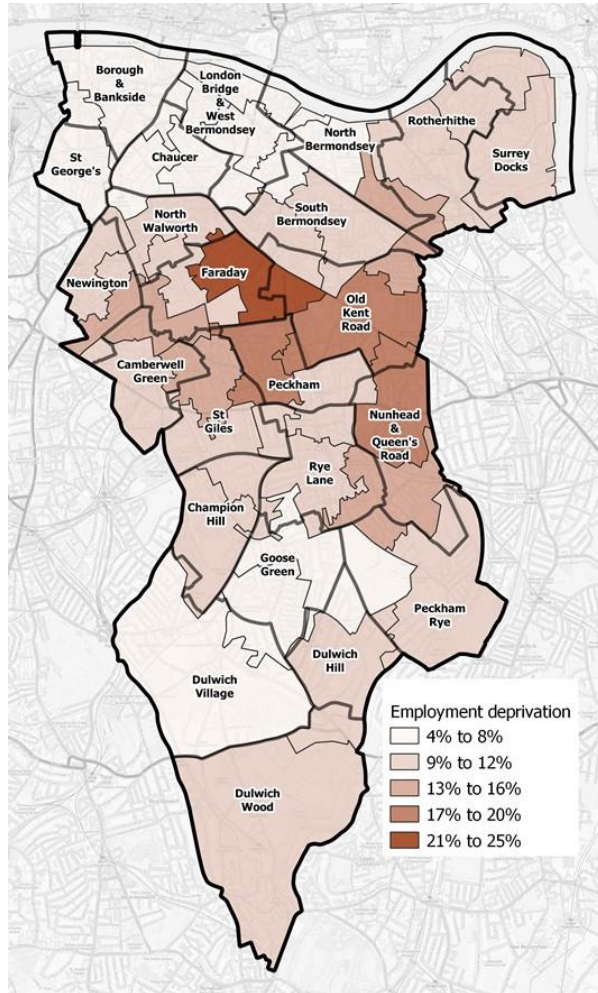 Borough
&
Bankside
London
Bridge
&
West
Bermondsey
North
Bermondsey
Rotherhithe
Surrey
Docks
St
George's
Chaucer
South
Bermondsey
North
Walworth
Faraday
Newington
Old
Kent
Road
Camberwell
Green
Peckham
St
Giles
Nunhead
&
Queen's
Road
Rye
Lane
Champion
Hill
Goose
Green
Peckham
Rye
Dulwich
Village
Dulwich
Hill
Dulwich
Wood
Employment deprivation
4% to 8%
9% to 12%
13% to 16%
17% to 20%
21% to 25%